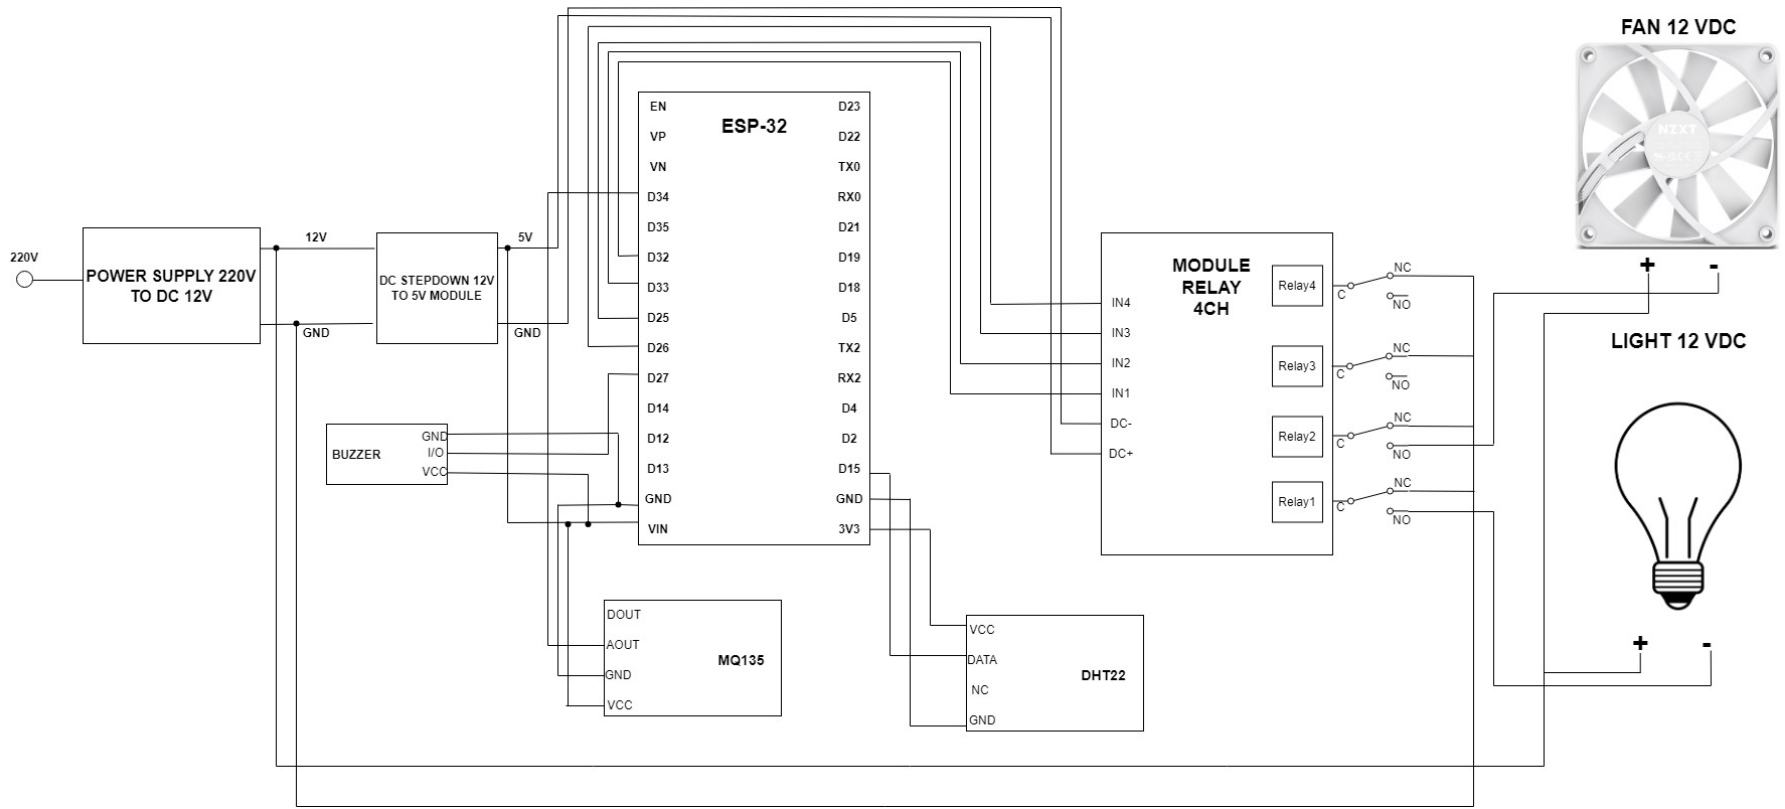 FAN 12 VDC
NZXT
220V
POWER SUPPLY 220V
TO DC 12V
12V
GND
DC STEPDOWN 12V
TO 5V MODULE
5V
GND
ESP-32
EN
VP
VN
D34
D35
D32
D33
D25
D26
D27
D14
D12
D13
GND
VIN
D23
D22
TX0
RX0
D21
D19
D18
D5
TX2
RX2
D4
D2
D15
GND
3V3
BUZZER
GND
I/O
VCC
DOUT
AOUT
GND
VCC
MQ135
VCC
DATA
NC
GND
DHT22
MODULE
RELAY
4CH
IN4
IN3
IN2
IN1
DC-
DC+
Relay4
C
NC
NO
Relay3
C
NC
NO
Relay2
C
NC
NO
Relay1
C
NC
NO
+
-
LIGHT 12 VDC
+
-